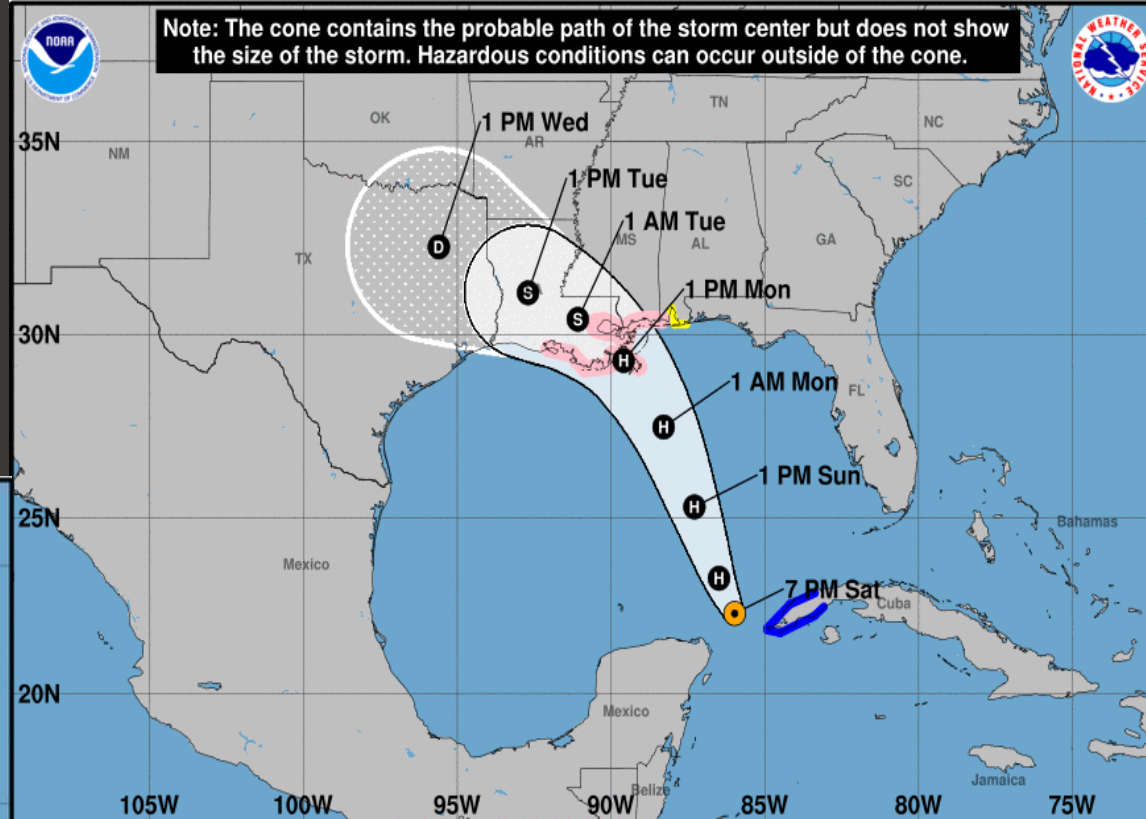 Note: The cone contains the probable path of the storm center but does not show
the size of the storm. Hazardous conditions can occur outside of the cone.
NOAA
NATIONAL WEATHER SERVICE
TN
OK
1 PM Wed
NC
35N
AR
NM
1 PM Tue
SC
1 AM Tue
MS
AL
GA
D
TX
S
1 PM Mon
S
30N
H
1 AM Mon
FL
H
1 PM Sun
H
25N
Bahamas
Mexico
H
7 PM Sat
Cuba
20N
Mexico
Jamaica
Belize
105W
100W
95W
90W
85W
80W
75W